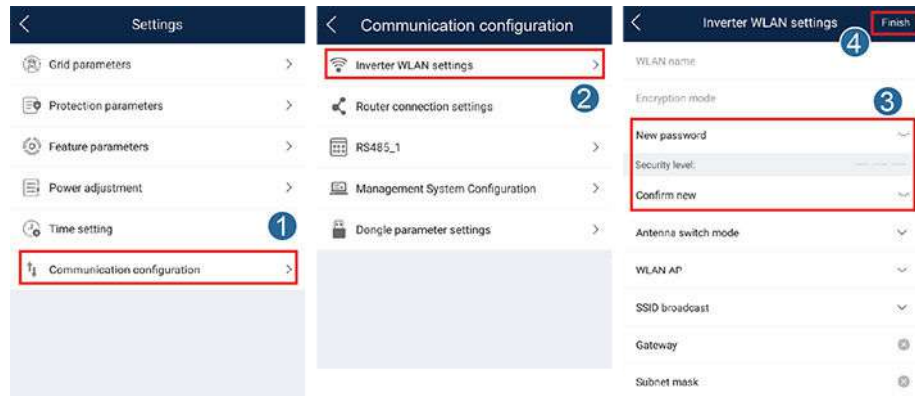 Settings
Grid parameters
Protection parameters
Feature parameters
Power adjustment
Time setting
1
Communication configuration
Communication configuration
Inverter WLAN settings
2
Router connection settings
RS485_1
Management System Configuration
Dongle parameter settings
Inverter WLAN settings
Finish
4
WLAN name
Encryption mode
3
New password
Security level:
Confirm new
Antenna switch mode
WLAN AP
SSID broadcast
Gateway
Subnet mask